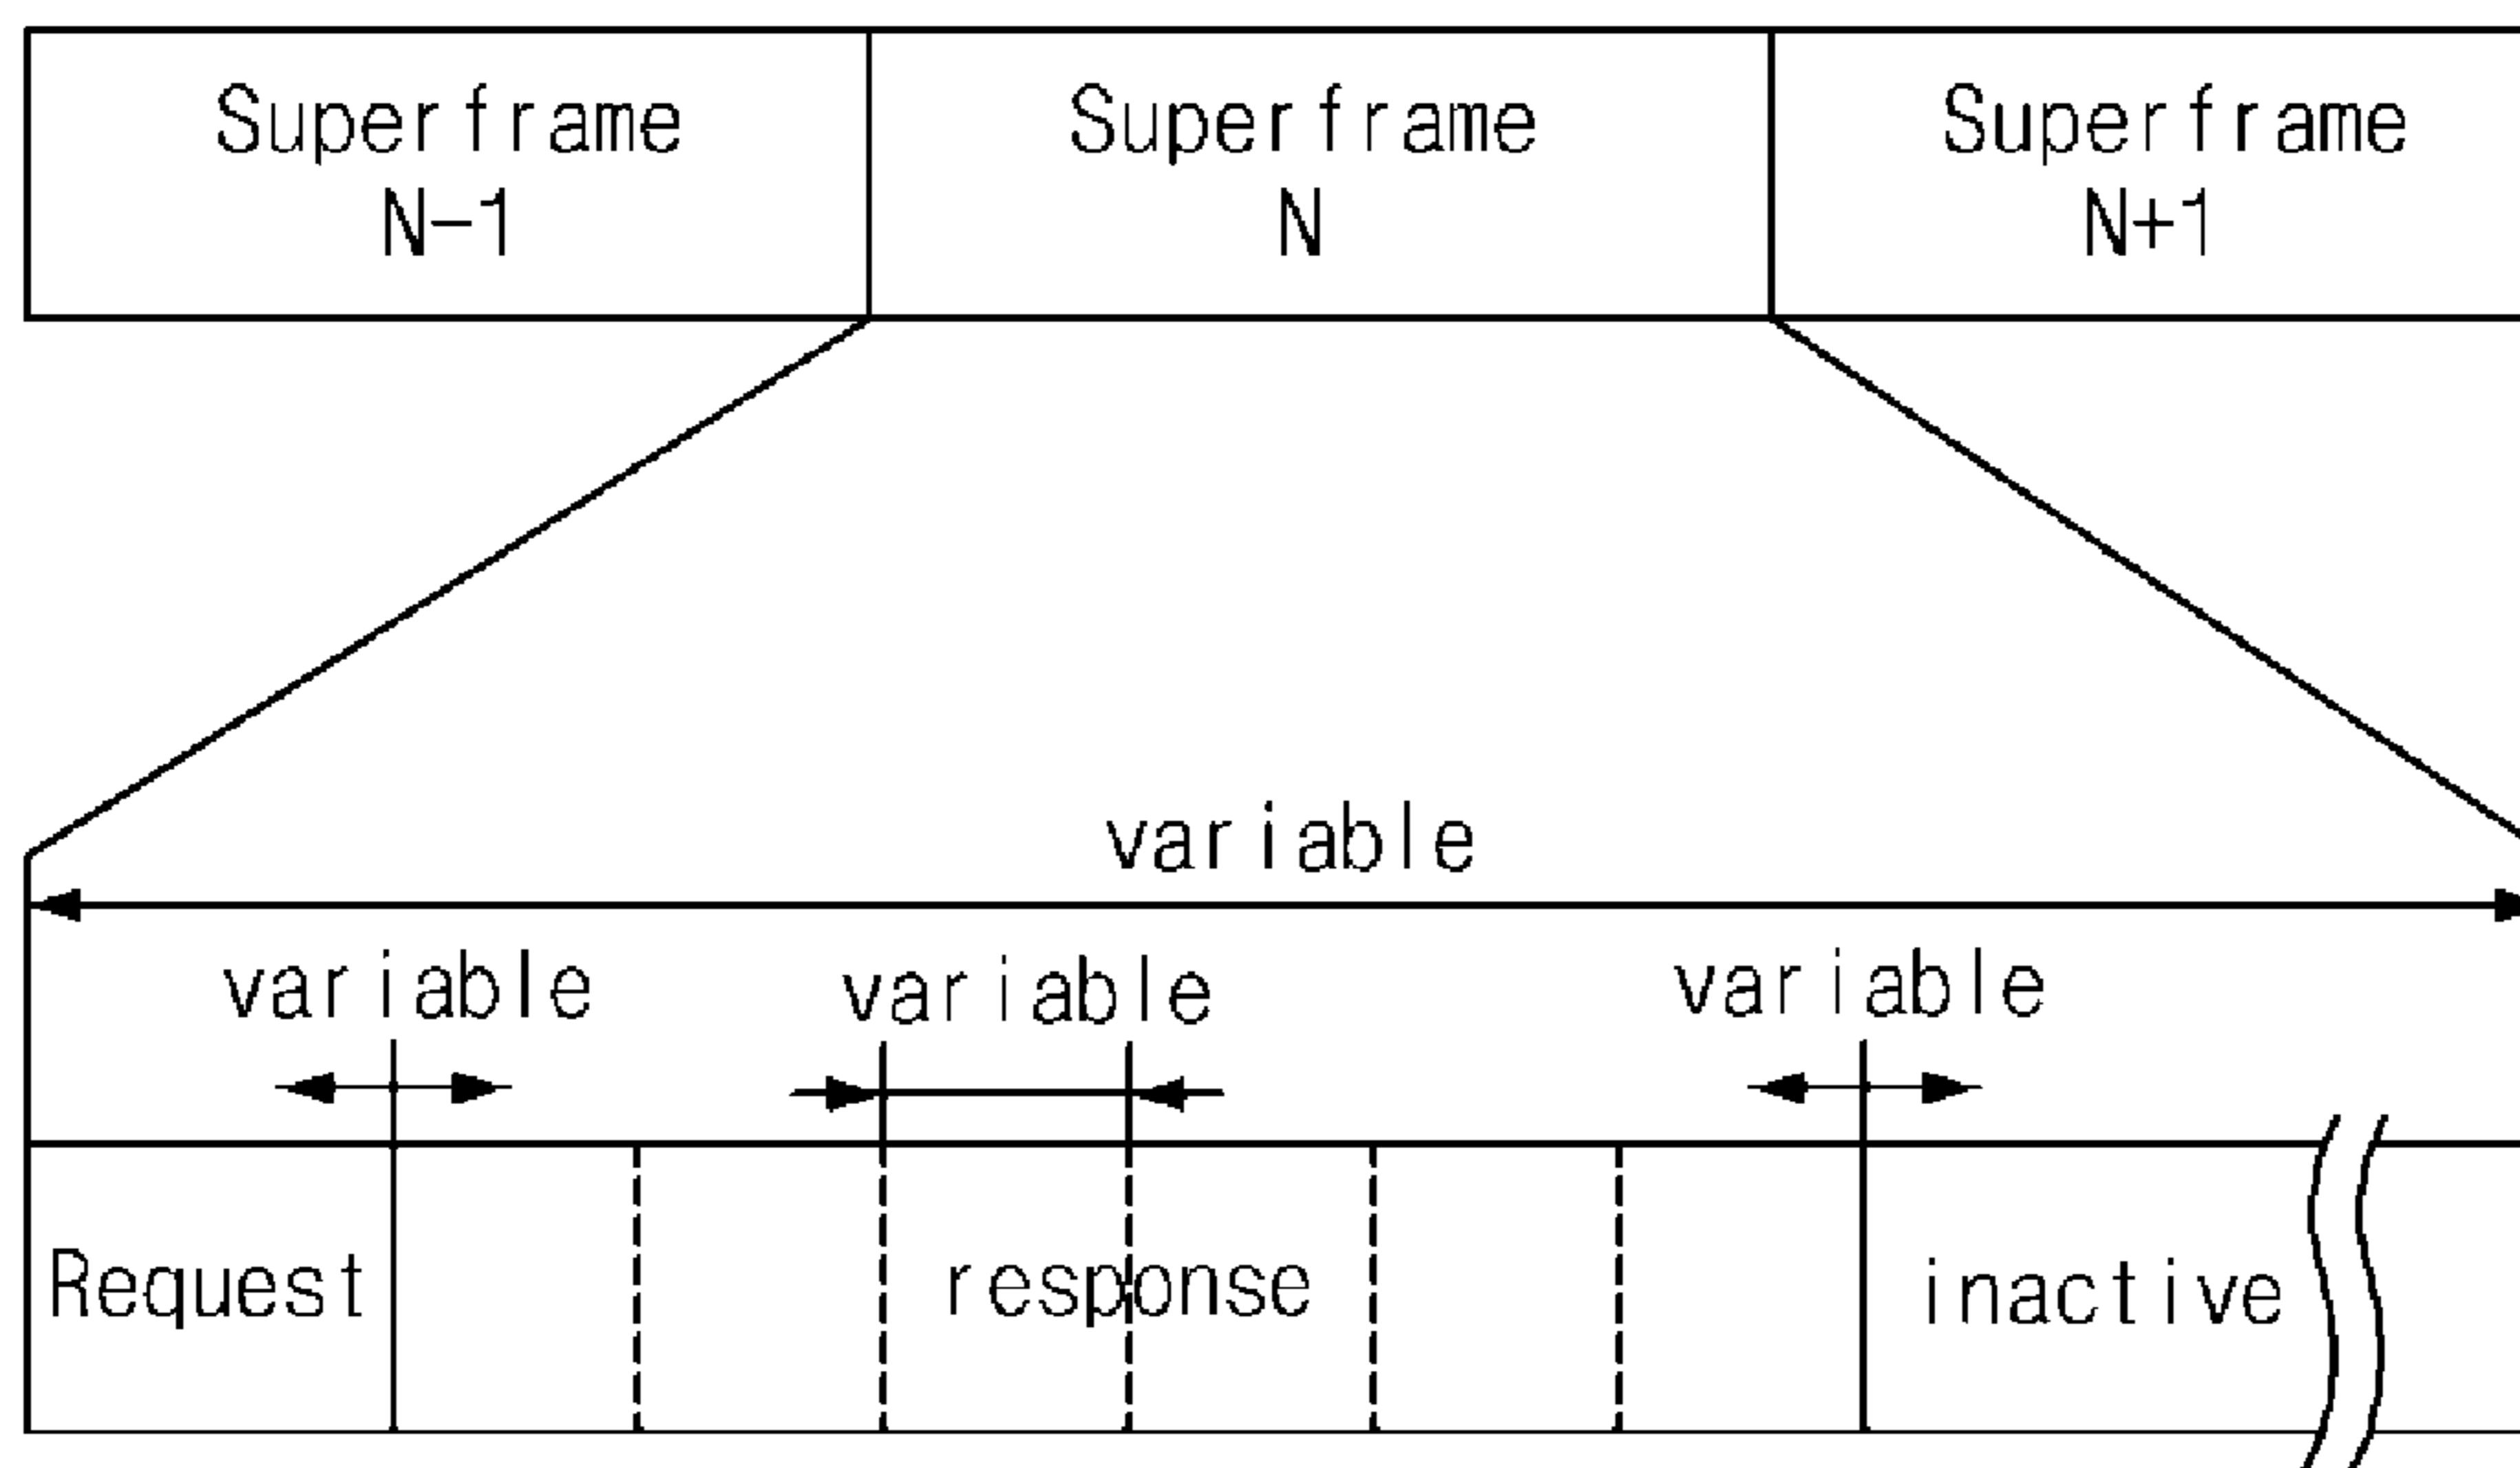 Superframe
N-1
Superframe
N
Superframe
N+1
variable
variable
variable
variable
Request
response
inactive